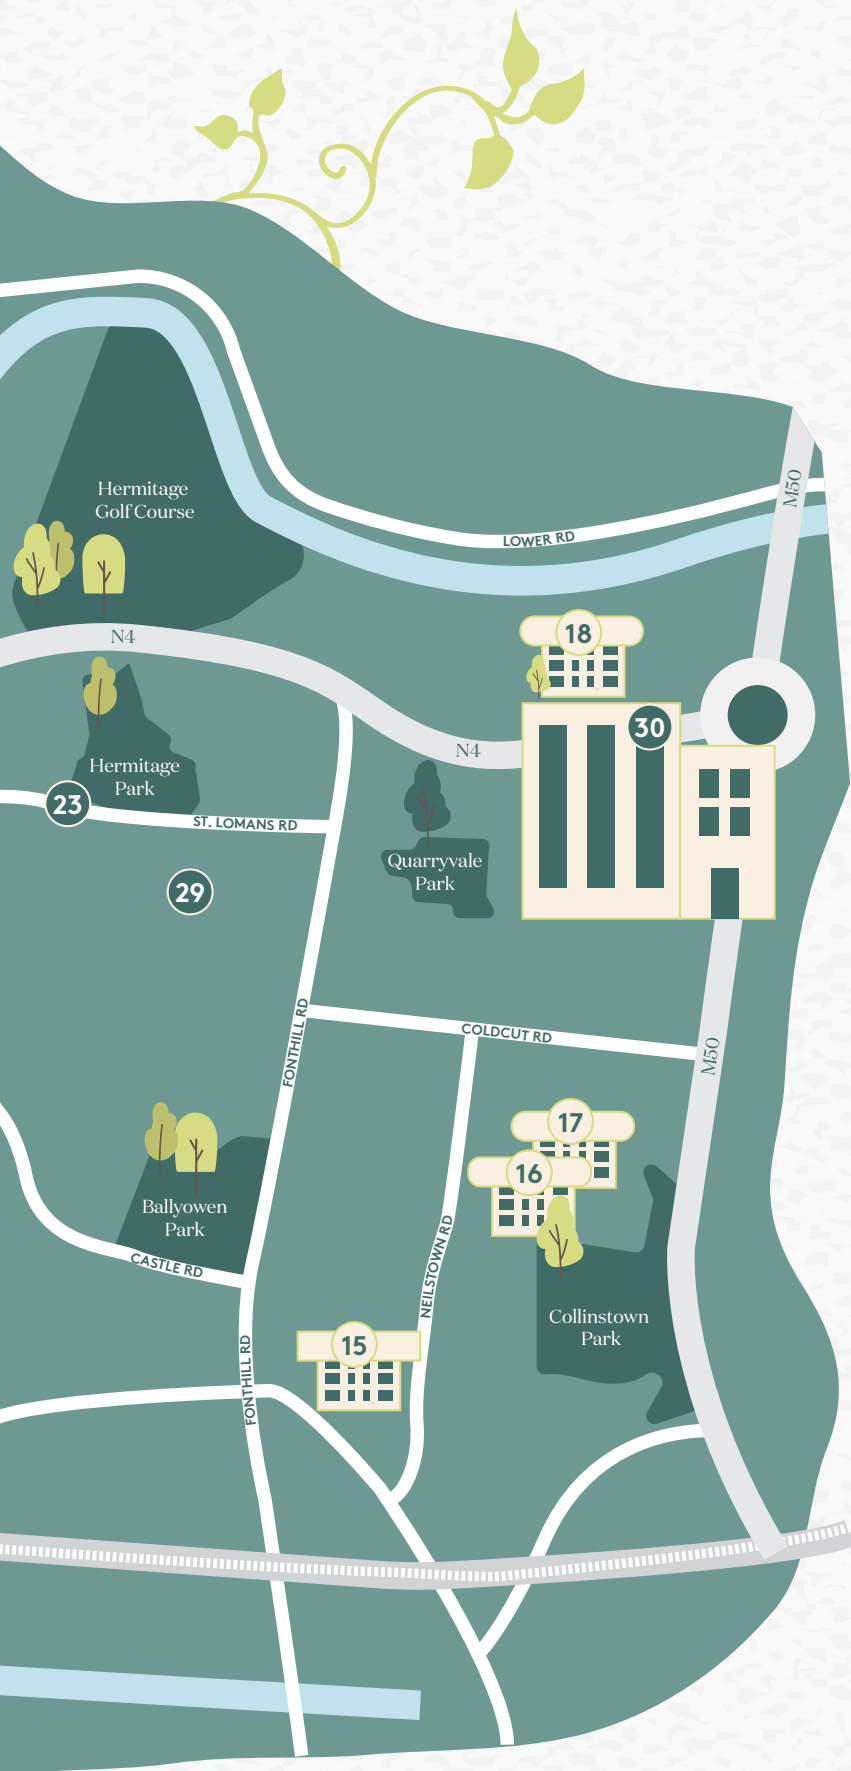 M50
Hermitage
Golf Course
LOWER RD
18
N4
30
N4
Hermitage
Park
23
ST. LOMANS RD
Quarryvale
Park
29
FONTHILL RD
COLDCUT RD
M50
17
16
Ballyowen
Park
NEILSTOWN RD
CASTLE RD
Collinstown
Park
15
FONTHILL RD